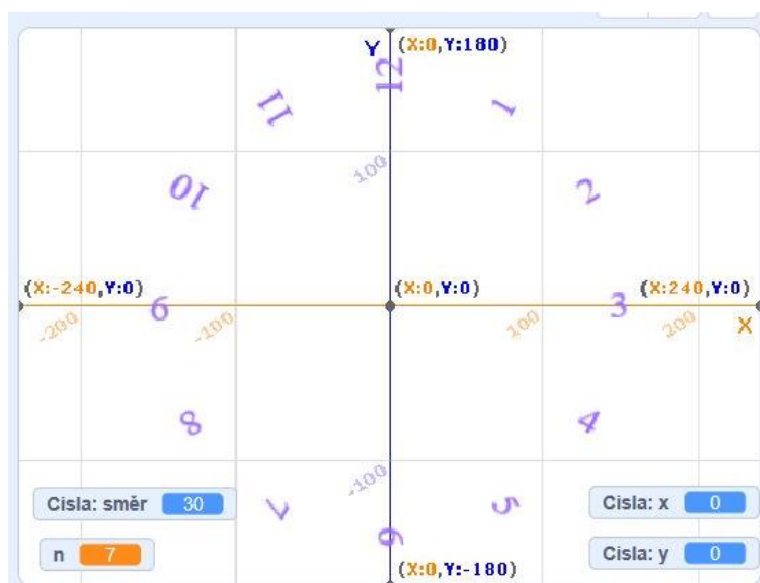 Y (X:0,Y:180)
12
11
1
10
2
100
(X:-240,Y:0)
(X:0,Y:0)
(X:240,Y:0)
9
3
-200
-100
100
200
X
8
4
-100
Cisla: směr 30
7
5
Cisla: x 0
n 7
6
Cisla: y 0
(X:0,Y:-180)